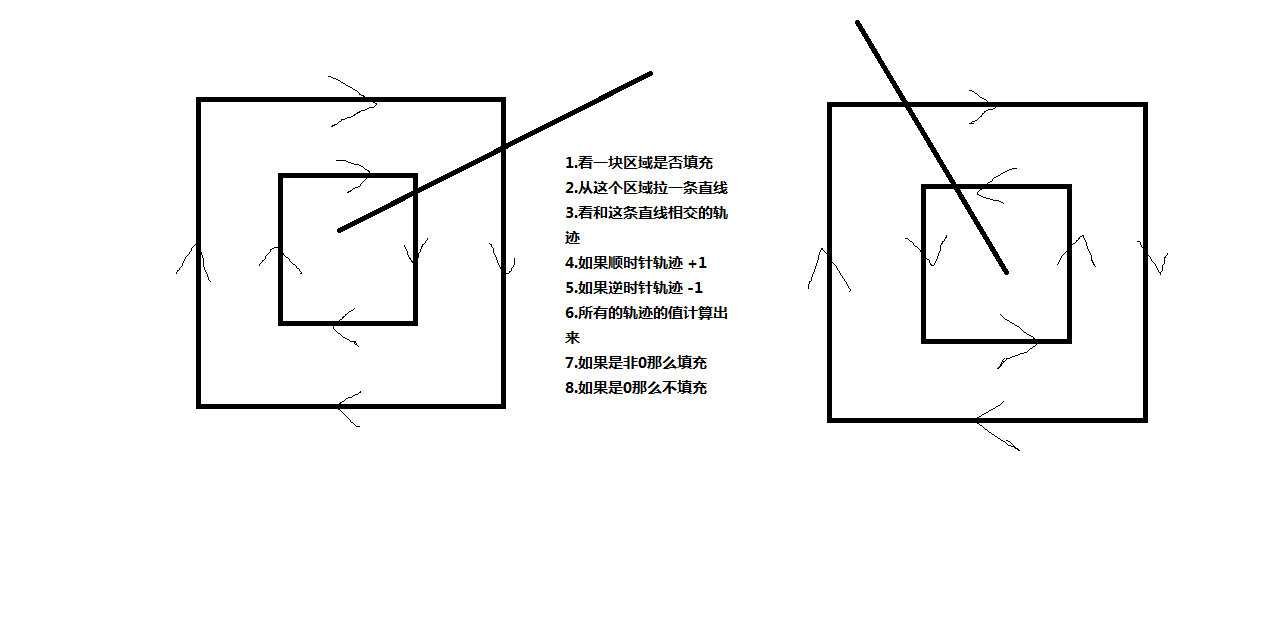 1.看一块区域是否填充
2.从这个区域拉一条直线
3.看和这条直线相交的轨
迹
4.如果顺时针轨迹 +1
5.如果逆时针轨迹 -1
6.所有的轨迹的值计算出
来
7.如果是非0那么填充
8.如果是0那么不填充